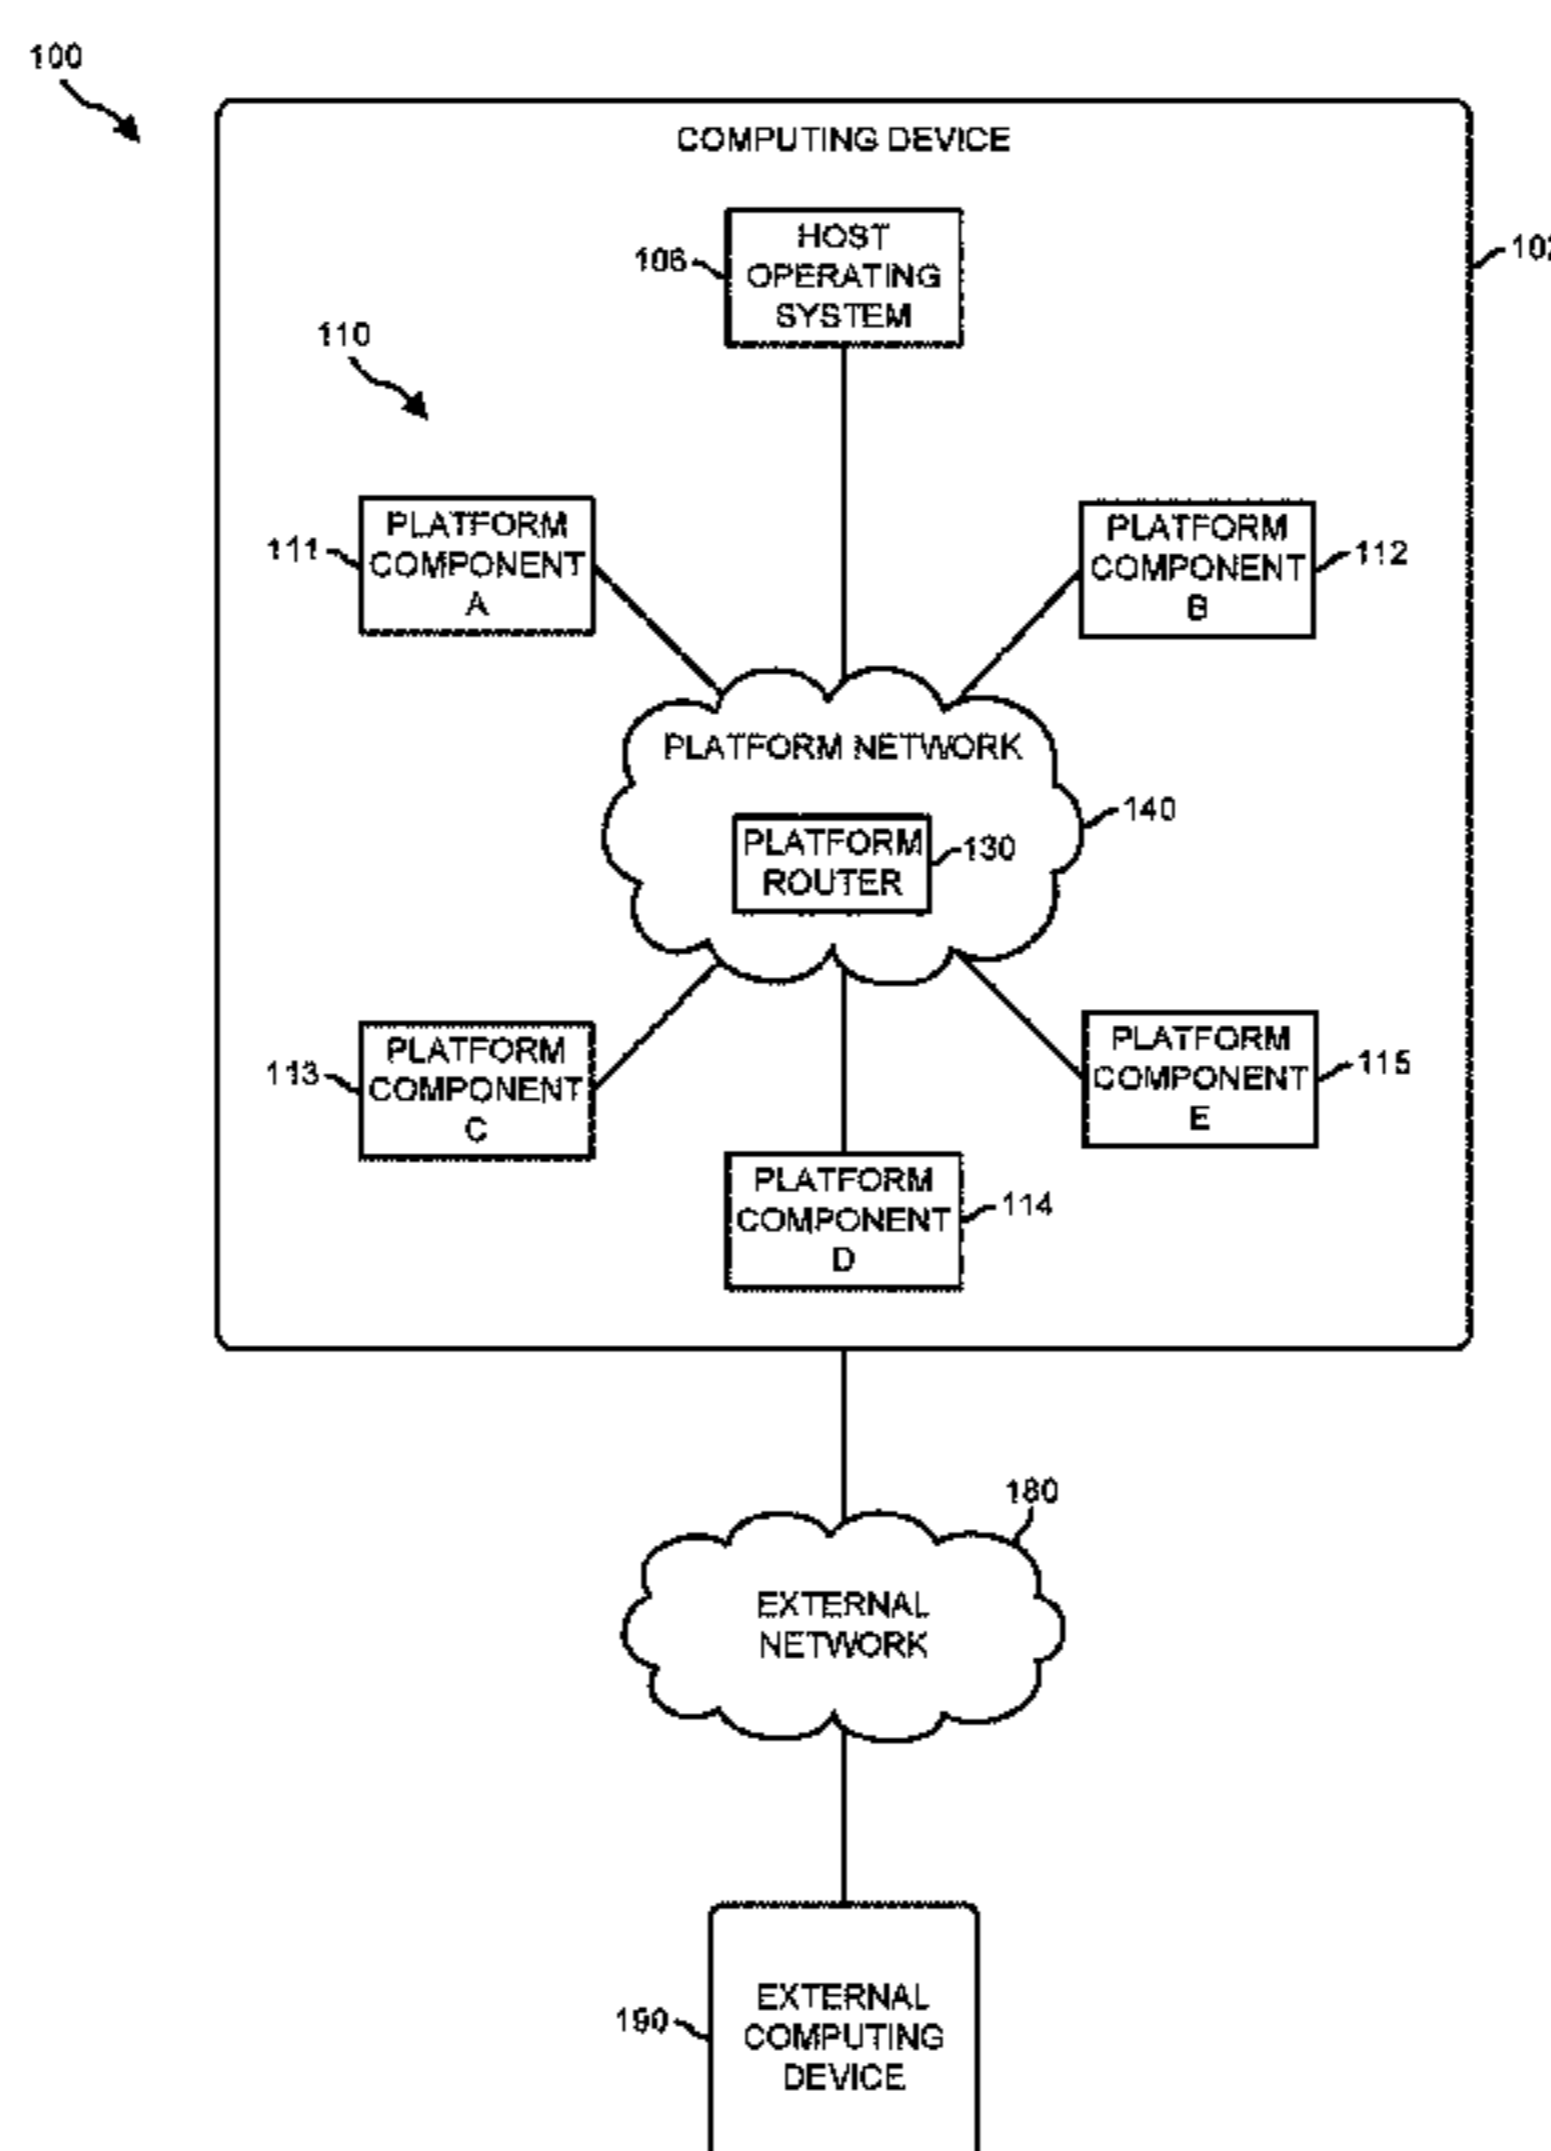 100
COMPUTING DEVICE
HOST
106
OPERATING
SYSTEM
110
PLATFORM
111
COMPONENT
A
PLATFORM
COMPONENT
112
B
PLATFORM NETWORK
140
PLATFORM
ROUTER
130
PLATFORM
113
COMPONENT
C
PLATFORM
COMPONENT
115
E
PLATFORM
COMPONENT
114
D
180
EXTERNAL
NETWORK
EXTERNAL
190
COMPUTING
DEVICE